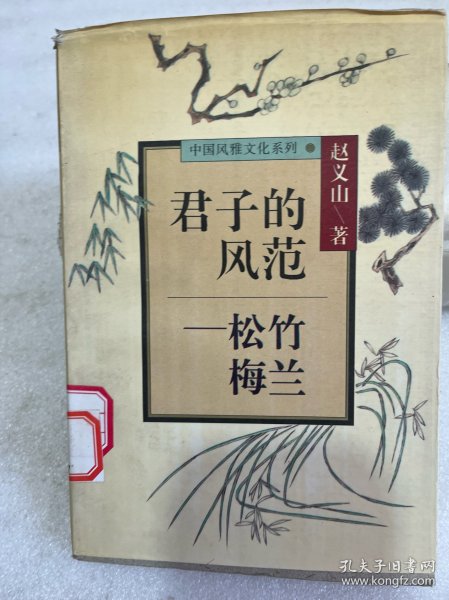 中国风雅文化系列
赵义山\著
君子的
风范
—松竹
梅兰
孔夫子旧书网
www.kongfz.com